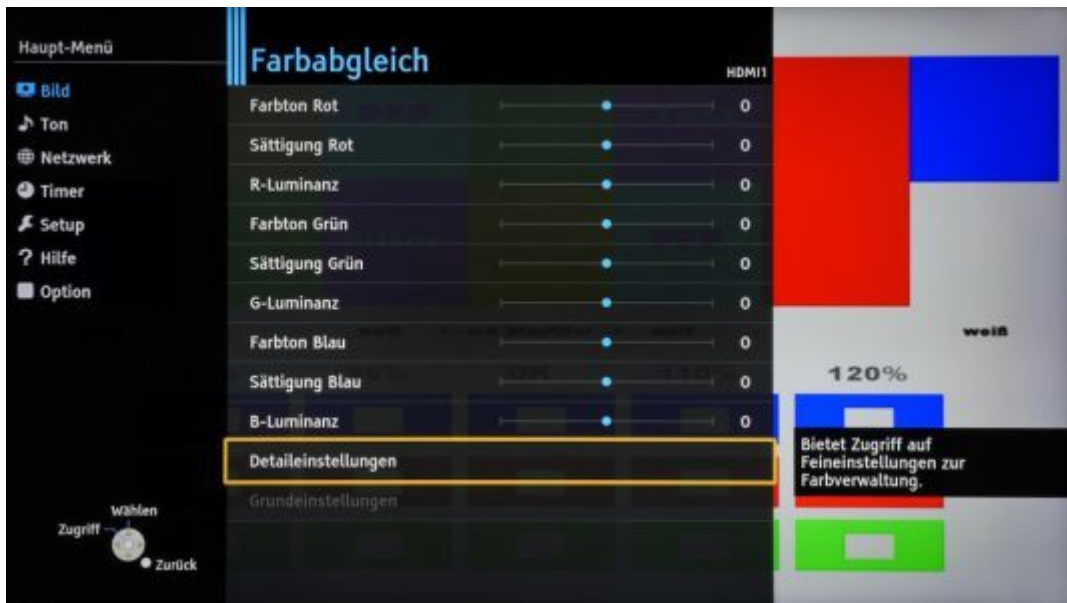 Haupt-Menü
Bild
Ton
Netzwerk
Timer
Setup
? Hilfe
Option
Wählen
Zugriff
Zurück
Farbabgleich
HDMI1
Farbton Rot 0
Sättigung Rot 0
R-Luminanz 0
Farbton Grün 0
Sättigung Grün 0
G-Luminanz 0
Farbton Blau 0
Sättigung Blau 0
B-Luminanz 0
Detaileinstellungen
Grundeinstellungen
weiß
120%
Bietet Zugriff auf
Feineinstellungen zur
Farbverwaltung.